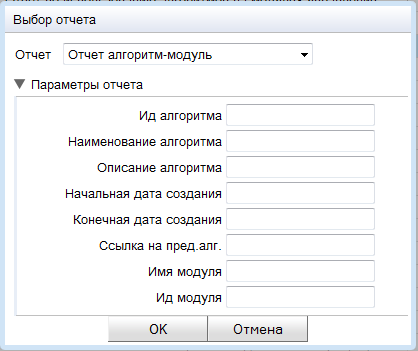 Выбор отчета
Отчет Отчет алгоритм-модуль
Параметры отчета
Ид алгоритма
Наименование алгоритма
Описание алгоритма
Начальная дата создания
Конечная дата создания
Ссылка на пред.алг.
Имя модуля
Ид модуля
OK Отмена